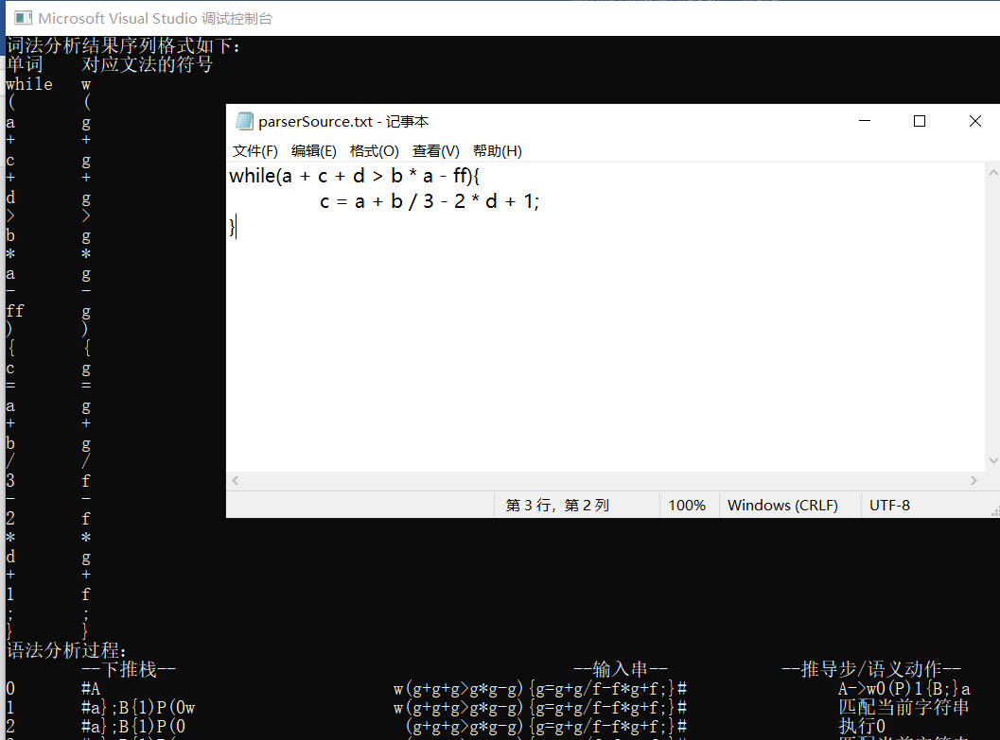 Microsoft Visual Studio 调试控制台
词法分析结果序列格式如下：
单词 对应文法的符号
while w
( (
a g
+ +
c g
+ +
d g
> >
b g
* *
a g
- -
ff g
) )
{ {
c g
= =
a g
+ +
b g
/ /
3 f
- -
2 f
* *
d g
+ +
1 f
; ;
} }
语法分析过程：
--下推栈-- --输入串-- --推导步/语义动作--
0 #A w(g+g+g>g*g-g){g=g+g/f-f*g+f;}# A->w0(P)1{B;}a
1 #a};B{1)P(0w w(g+g+g>g*g-g){g=g+g/f-f*g+f;}# 匹配当前字符串
2 #a};B{1)P(0 (g+g+g>g*g-g){g=g+g/f-f*g+f;}# 执行0
parserSource.txt - 记事本
文件(F) 编辑(E) 格式(O) 查看(V) 帮助(H)
while(a + c + d > b * a - ff){
c = a + b / 3 - 2 * d + 1;
}
第 3 行，第 2 列 100% Windows (CRLF) UTF-8